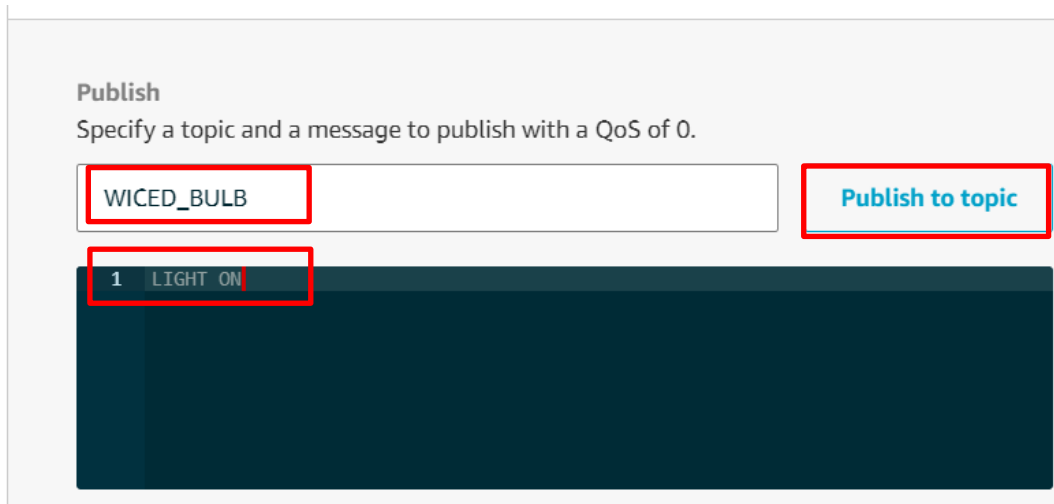 Publish
Specify a topic and a message to publish with a QoS of 0.
WICED_BULB
Publish to topic
1 LIGHT ON